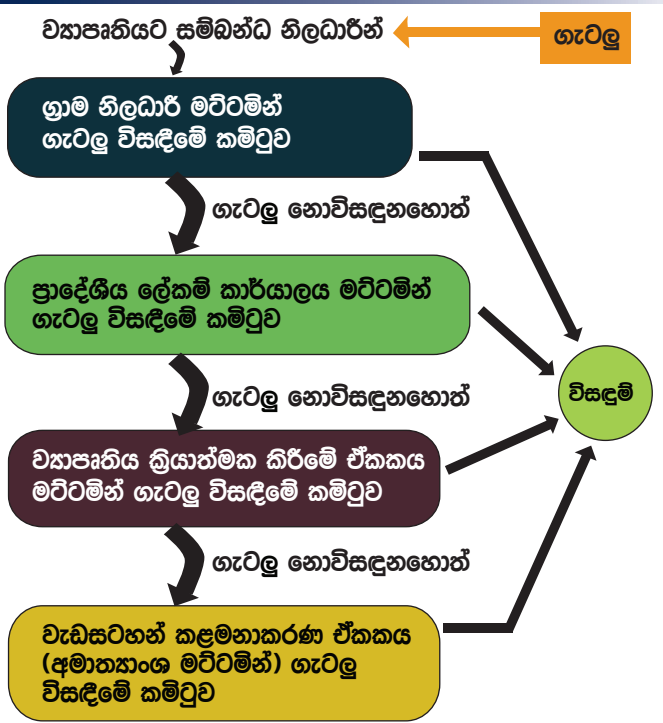 ව්‍යාපෘතියට සම්බන්ධ නිලධාරීන්
ගැටලු
ග්‍රාම නිලධාරී මට්ටමින්
ගැටලු විසඳීමේ කමිටුව
ගැටලු නොවිසඳුනහොත්
ප්‍රාදේශීය ලේකම් කාර්යාලය මට්ටමින්
ගැටලු විසඳීමේ කමිටුව
ගැටලු නොවිසඳුනහොත්
විසඳුම්
ව්‍යාපෘතිය ක්‍රියාත්මක කිරීමේ ඒකකය
මට්ටමින් ගැටලු විසඳීමේ කමිටුව
ගැටලු නොවිසඳුනහොත්
වැඩසටහන් කළමනාකරණ ඒකකය
(අමාත්‍යාංශ මට්ටමින්) ගැටලු
විසඳීමේ කමිටුව